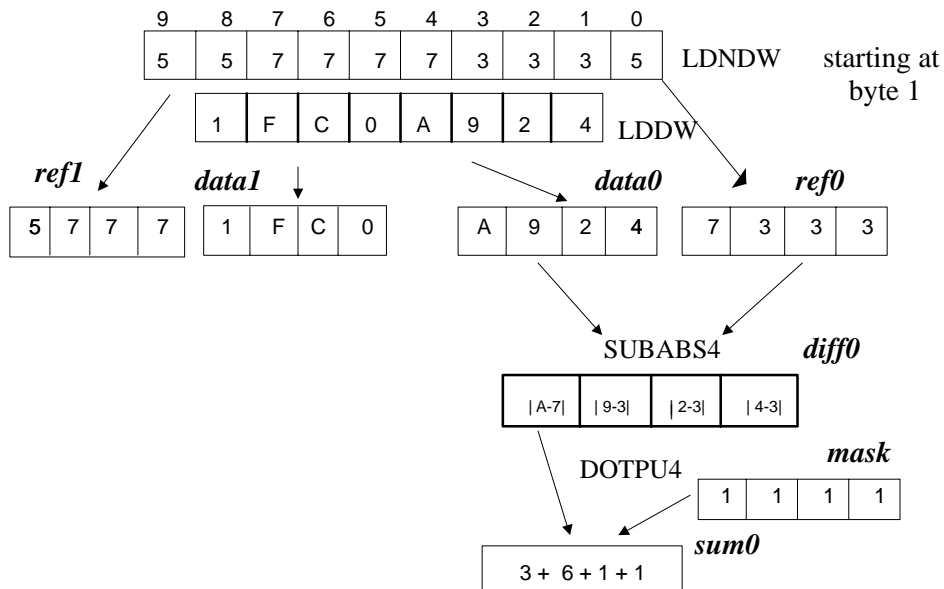 9 8 7 6 5 4 3 2 1 0
5 5 7 7 7 7 3 3 3 5 LDNDW starting at
byte 1
1 F C 0 A 9 2 4 LDDW
ref1 data1 data0 ref0
5 7 7 7 1 F C 0 A 9 2 4 7 3 3 3
SUBABS4 diff0
|A-7| |9-3| |2-3| |4-3|
DOTPU4 mask
1 1 1 1
sum0
3 + 6 + 1 + 1